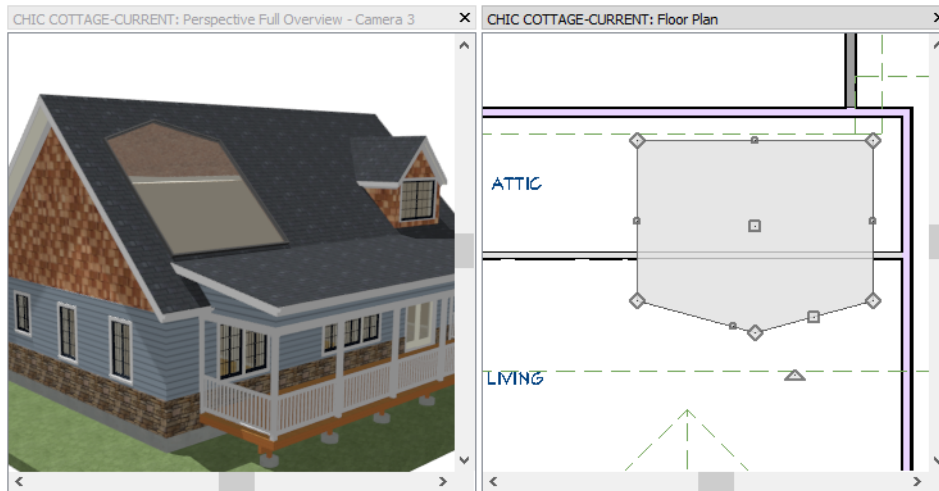 CHIC COTTAGE-CURRENT: Perspective Full Overview - Camera 3
CHIC COTTAGE-CURRENT: Floor Plan
ATTIC
LIVING